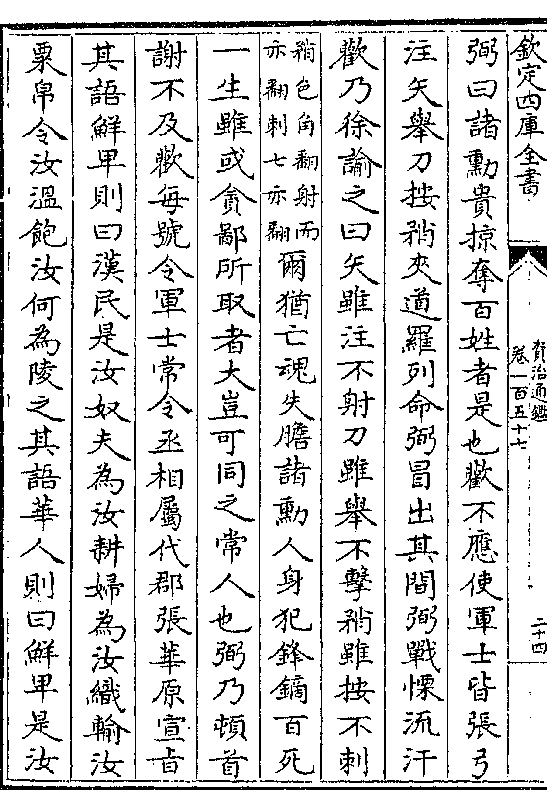 欽定四庫全書
資治通鑑
卷一百五十七
二十四
弼曰諸勲貴掠奪百姓者是也歡不應使軍士皆張弓
注矢舉刀按矟夾道羅列命弼冒出其間弼戰慄流汗
歡乃徐諭之曰矢雖注不射刀雖舉不擊矟雖按不刺
矟色角翻射而
亦翻刺七亦翻
爾猶亡魂失膽諸勲人身犯鋒鏑百死
一生雖或貪鄙所取者大豈可同之常人也弼乃頓首
謝不及歡每號令軍士常令丞相屬代郡張華原宣旨
其語鮮卑則曰漢民是汝奴夫為汝耕婦為汝織輸汝
粟帛令汝溫飽汝何為陵之其語華人則曰鮮卑是汝